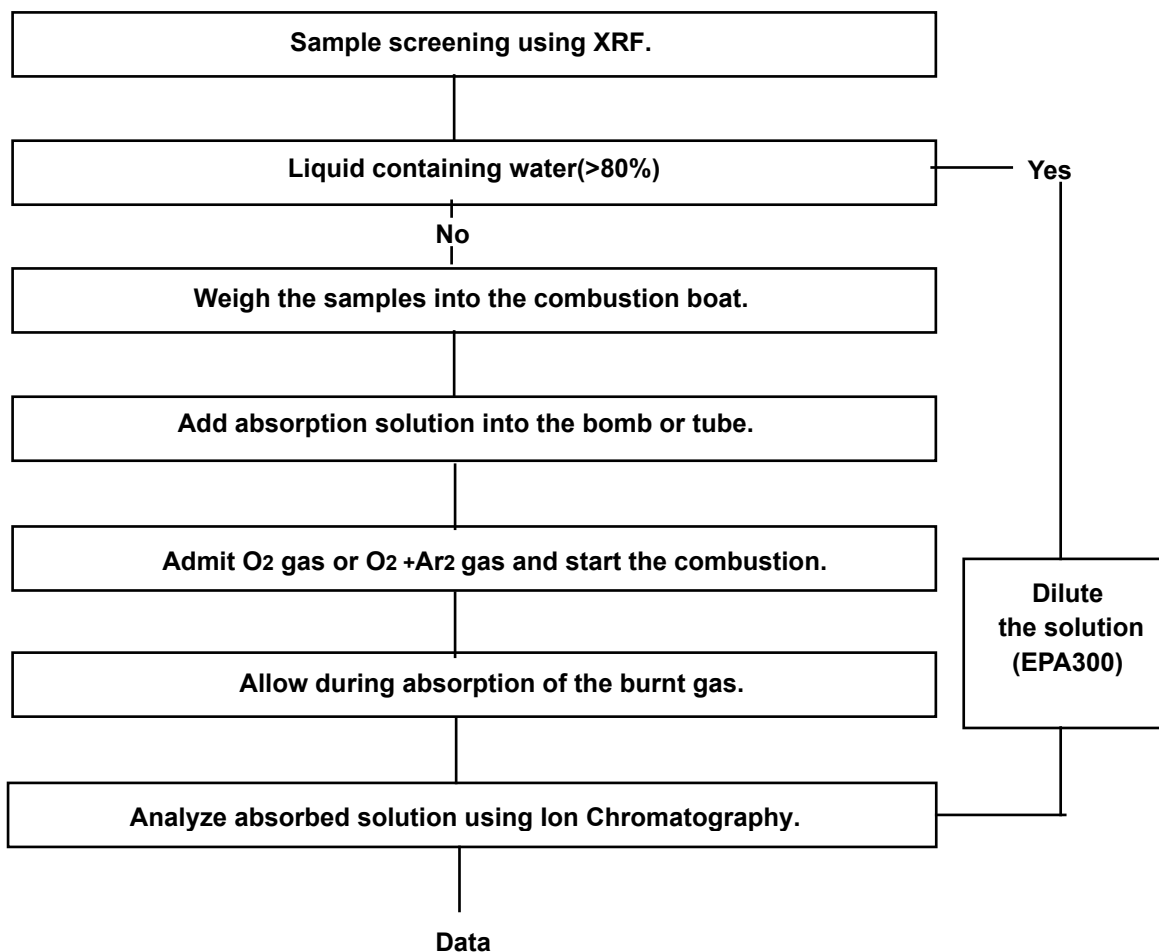 Sample screening using XRF.
Liquid containing water(>80%)
Yes
No
Weigh the samples into the combustion boat.
Add absorption solution into the bomb or tube.
Admit O2 gas or O2 +Ar2 gas and start the combustion.
Dilute
the solution
(EPA300)
Allow during absorption of the burnt gas.
Analyze absorbed solution using Ion Chromatography.
Data